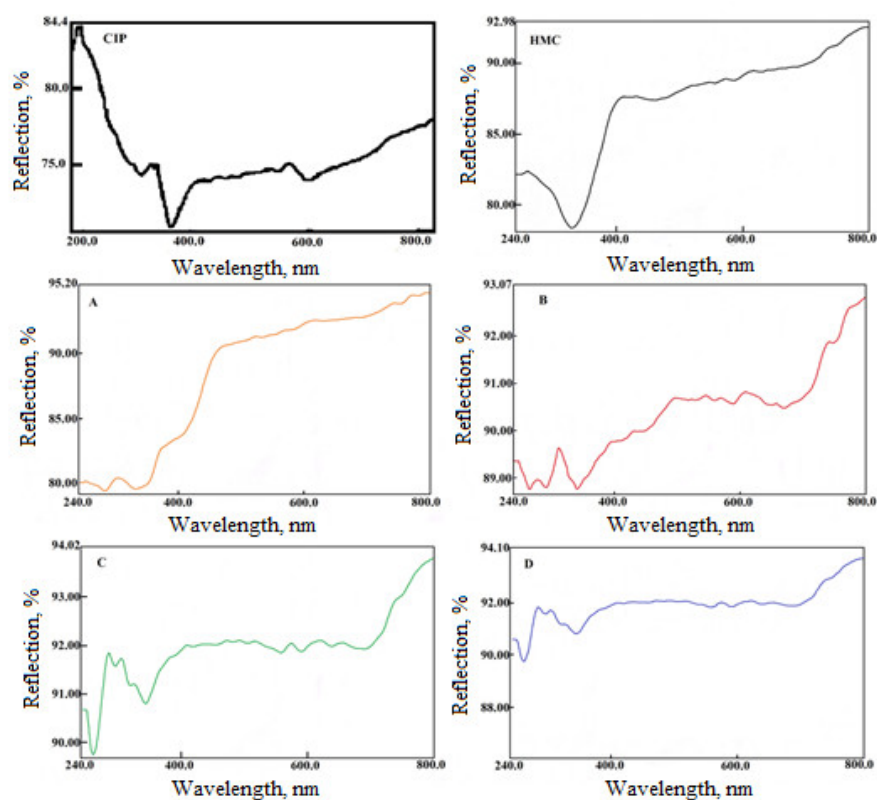 84.4
CIP
80.0
75.0
Reflection, %
200.0 400.0 600.0 800.0
Wavelength, nm
92.98
HMC
90.00
85.00
80.00
Reflection, %
240.0 400.0 600.0 800.0
Wavelength, nm
95.20
A
90.00
85.00
80.00
Reflection, %
240.0 400.0 600.0 800.0
Wavelength, nm
93.07
B
92.00
91.00
90.00
89.00
Reflection, %
240.0 400.0 600.0 800.0
Wavelength, nm
94.02
C
93.00
92.00
91.00
90.00
Reflection, %
240.0 400.0 600.0 800.0
Wavelength, nm
94.10
D
92.00
90.00
88.00
Reflection, %
240.0 400.0 600.0 800.0
Wavelength, nm